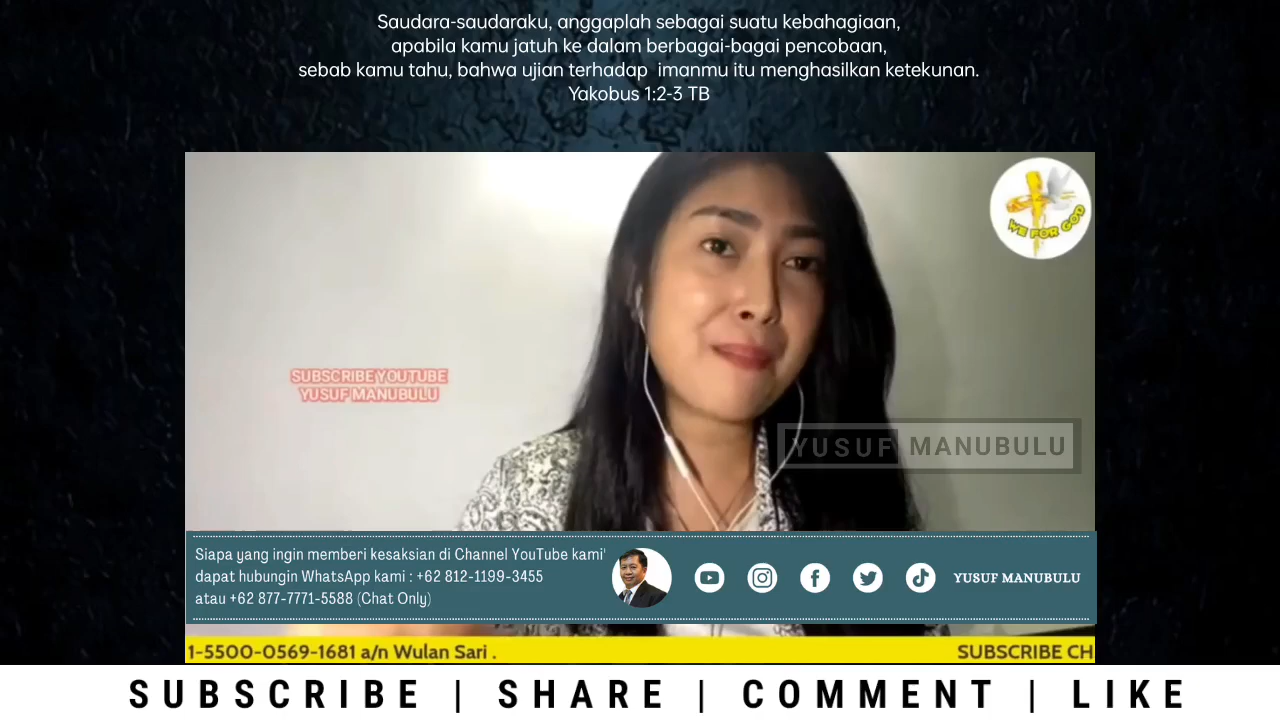 Saudara-saudaraku, anggaplah sebagai suatu kebahagiaan,
apabila kamu jatuh ke dalam berbagai-bagai pencobaan,
sebab kamu tahu, bahwa ujian terhadap  imanmu itu menghasilkan ketekunan.
Yakobus 1:2-3 TB
WE FOR GOD
SUBSCRIBE YOUTUBE
YUSUF MANUBULU
YUSUF MANUBULU
Siapa yang ingin memberi kesaksian di Channel YouTube kami'
dapat hubungin WhatsApp kami : +62 812-1199-3455
atau +62 877-7771-5588 (Chat Only)
YUSUF MANUBULU
1-5500-0569-1681 a/n Wulan Sari . SUBSCRIBE CH
SUBSCRIBE | SHARE | COMMENT | LIKE